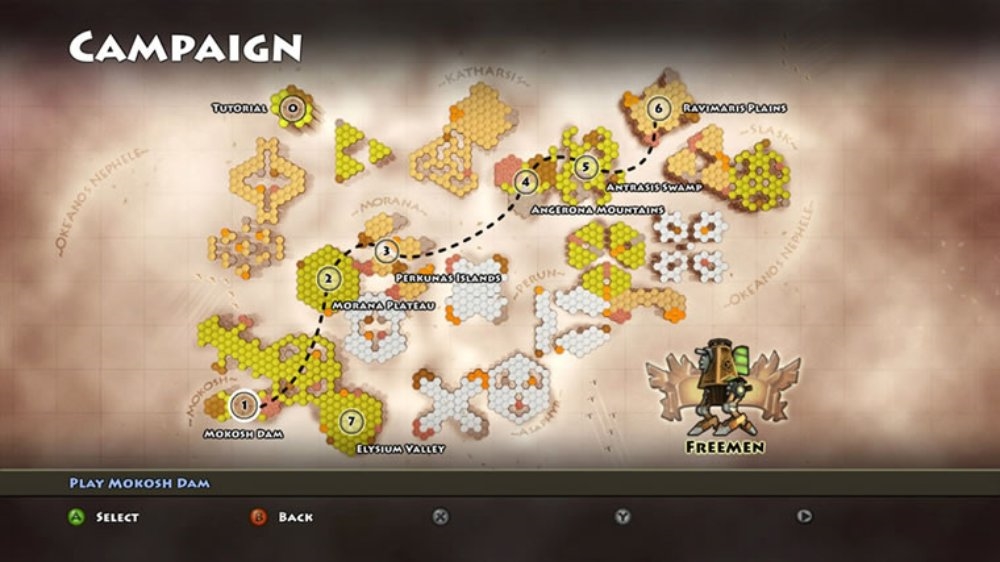 CAMPAIGN
~KATHARSIS~
TUTORIAL
0
6
RAVIMARIS PLAINS
~SLASK~
~OKEANOS NEPHELE~
5
4
ANTRASIS SWAMP
ANGERONA MOUNTAINS
~MORANA~
3
2
PERKUNAS ISLANDS
~PERUN~
~OKEANOS NEPHELE~
MORANA PLATEAU
~MOKOSH~
1
MOKOSH DAM
7
ELYSIUM VALLEY
FREEMEN
PLAY MOKOSH DAM
A SELECT
B BACK
X
Y